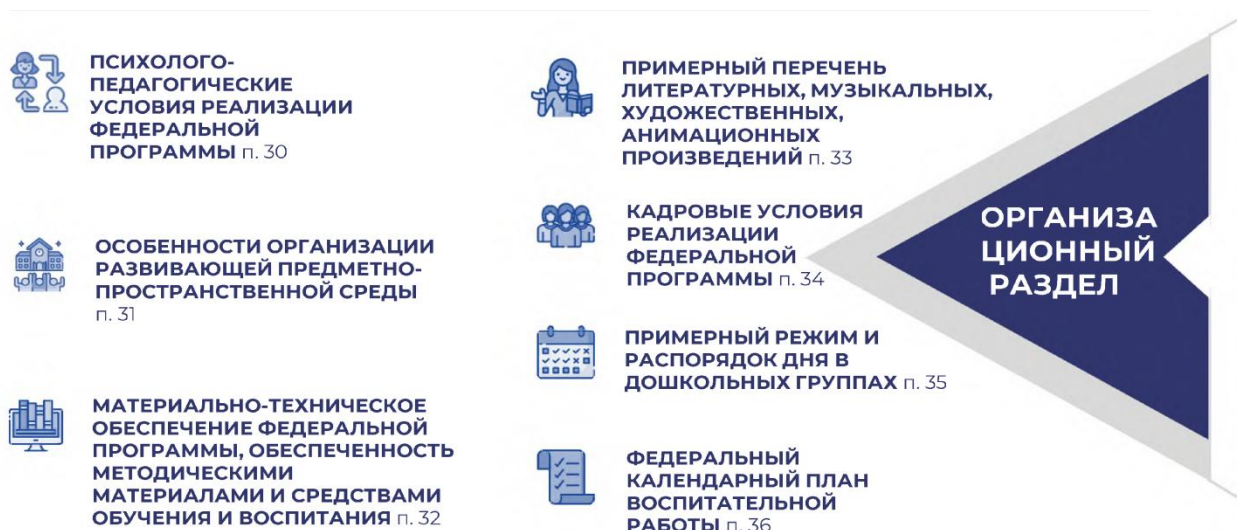 ПСИХОЛОГО-
ПЕДАГОГИЧЕСКИЕ
УСЛОВИЯ РЕАЛИЗАЦИИ
ФЕДЕРАЛЬНОЙ
ПРОГРАММЫ п. 30
ОСОБЕННОСТИ ОРГАНИЗАЦИИ
РАЗВИВАЮЩЕЙ ПРЕДМЕТНО-
ПРОСТРАНСТВЕННОЙ СРЕДЫ
п. 31
МАТЕРИАЛЬНО-ТЕХНИЧЕСКОЕ
ОБЕСПЕЧЕНИЕ ФЕДЕРАЛЬНОЙ
ПРОГРАММЫ, ОБЕСПЕЧЕННОСТЬ
МЕТОДИЧЕСКИМИ
МАТЕРИАЛАМИ И СРЕДСТВАМИ
ОБУЧЕНИЯ И ВОСПИТАНИЯ п. 32
ПРИМЕРНЫЙ ПЕРЕЧЕНЬ
ЛИТЕРАТУРНЫХ, МУЗЫКАЛЬНЫХ,
ХУДОЖЕСТВЕННЫХ,
АНИМАЦИОННЫХ
ПРОИЗВЕДЕНИЙ п. 33
КАДРОВЫЕ УСЛОВИЯ
РЕАЛИЗАЦИИ
ФЕДЕРАЛЬНОЙ
ПРОГРАММЫ п. 34
ПРИМЕРНЫЙ РЕЖИМ И
РАСПОРЯДОК ДНЯ В
ДОШКОЛЬНЫХ ГРУППАХ п. 35
ФЕДЕРАЛЬНЫЙ
КАЛЕНДАРНЫЙ ПЛАН
ВОСПИТАТЕЛЬНОЙ
РАБОТЫ п. 36
ОРГАНИЗА
ЦИОННЫЙ
РАЗДЕЛ